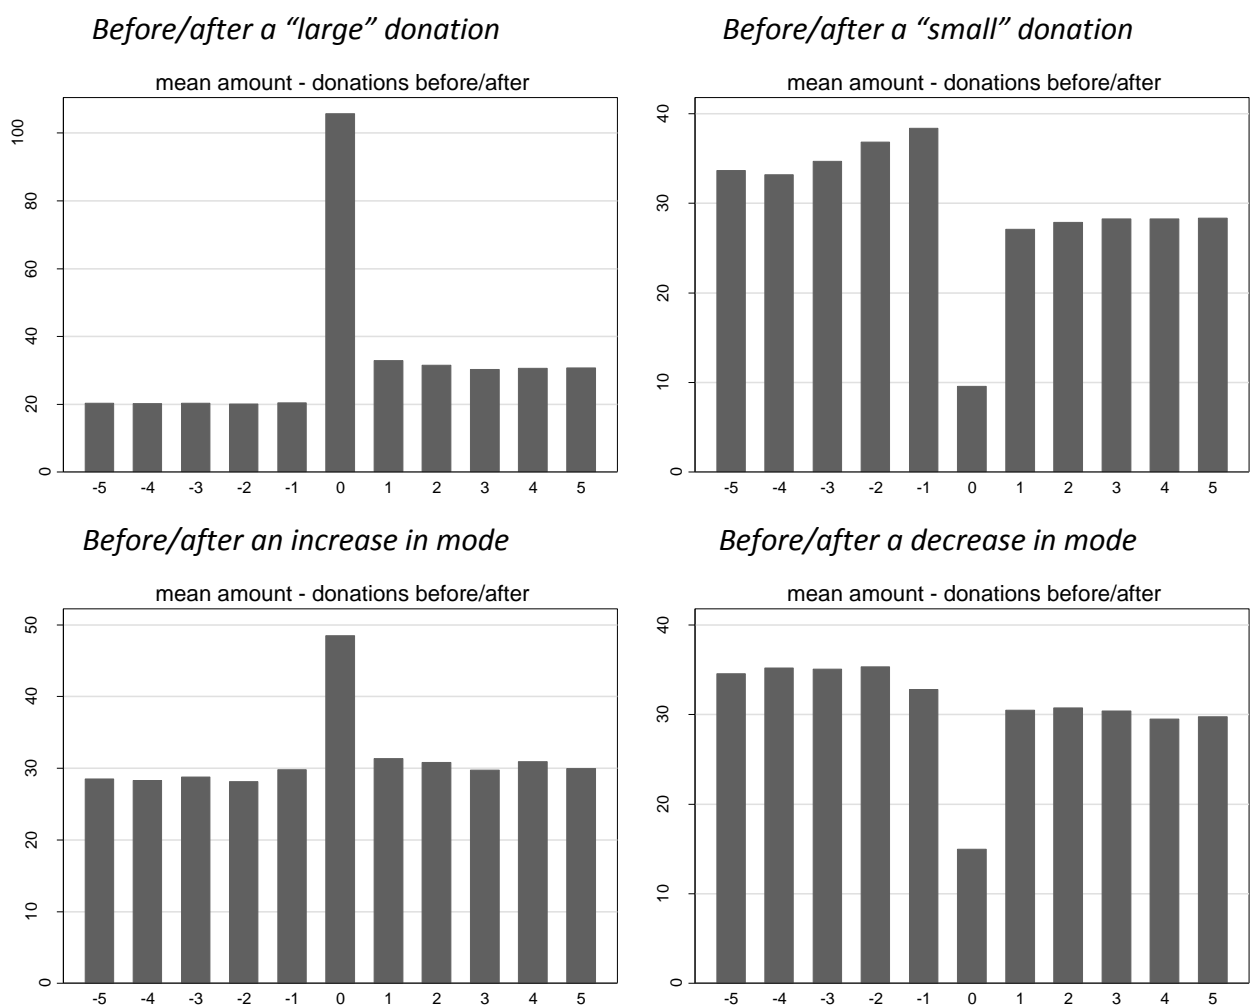 Before/after a “large” donation
mean amount - donations before/after
100
80
60
40
20
0
-5 -4 -3 -2 -1 0 1 2 3 4 5
Before/after a “small” donation
mean amount - donations before/after
40
30
20
10
0
-5 -4 -3 -2 -1 0 1 2 3 4 5
Before/after an increase in mode
mean amount - donations before/after
50
40
30
20
10
0
-5 -4 -3 -2 -1 0 1 2 3 4 5
Before/after a decrease in mode
mean amount - donations before/after
40
30
20
10
0
-5 -4 -3 -2 -1 0 1 2 3 4 5